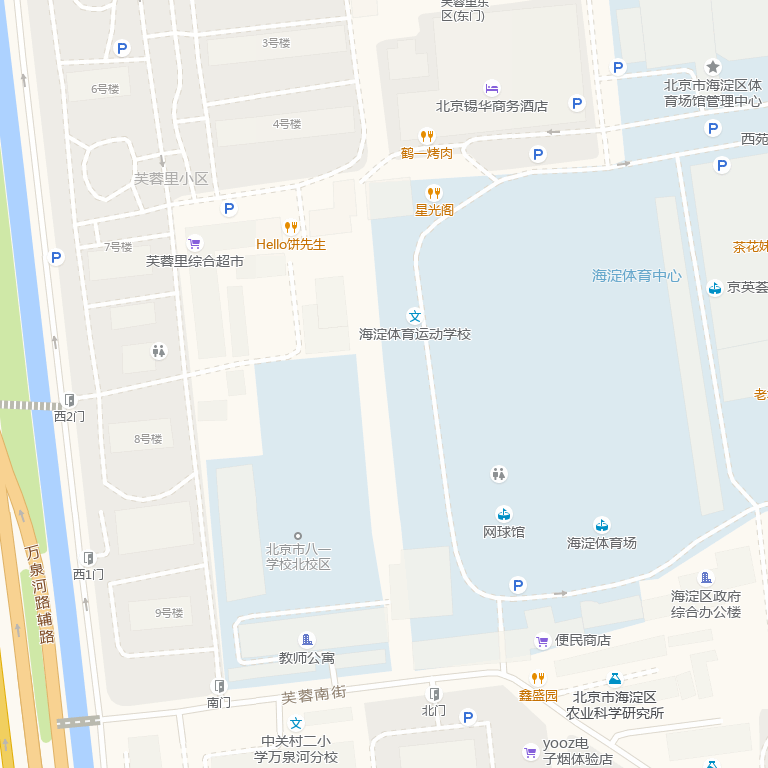 芙蓉里东
区(东门)
3号楼
P
P
6号楼
北京锡华商务酒店
P
北京市海淀区体
育场馆管理中心
4号楼
P
西苑
鹤一烤肉
P
P
芙蓉里小区
星光阁
P
Hello饼先生
7号楼
芙蓉里综合超市
P
茶花妹
海淀体育中心
京英荟
文
海淀体育运动学校
老
西2门
8号楼
网球馆
海淀体育场
北京市八一
学校北校区
万泉河路辅路
西1门
P
海淀区政府
综合办公楼
9号楼
便民商店
教师公寓
南门
芙蓉南街
北门
鑫盛园
北京市海淀区
农业科学研究所
P
文
中关村二小
学万泉河分校
yooz电
子烟体验店